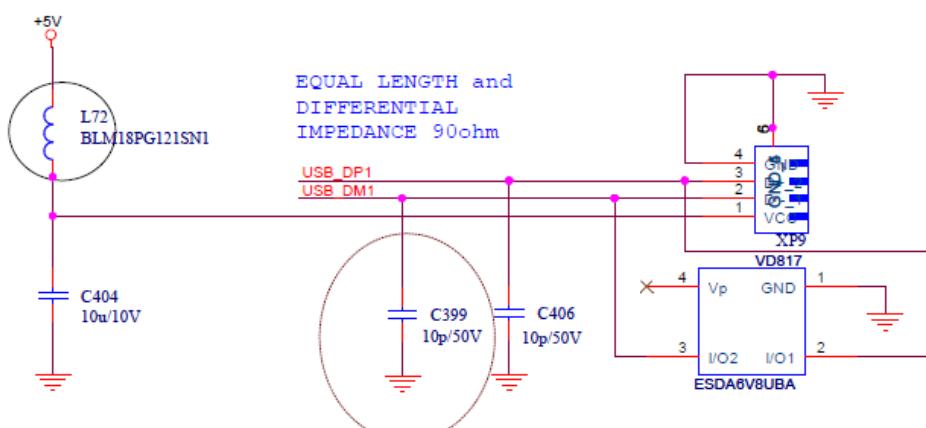 +5V
L72
BLM18PG121SN1
EQUAL LENGTH and
DIFFERENTIAL
IMPEDANCE 90ohm
USB_DP1
USB_DM1
6
4
3
2
1
VCC
XP9
VD817
C404
10u/10V
C399
10p/50V
C406
10p/50V
4
Vp
GND
1
3
I/O2
I/O1
2
ESDA6V8UBA